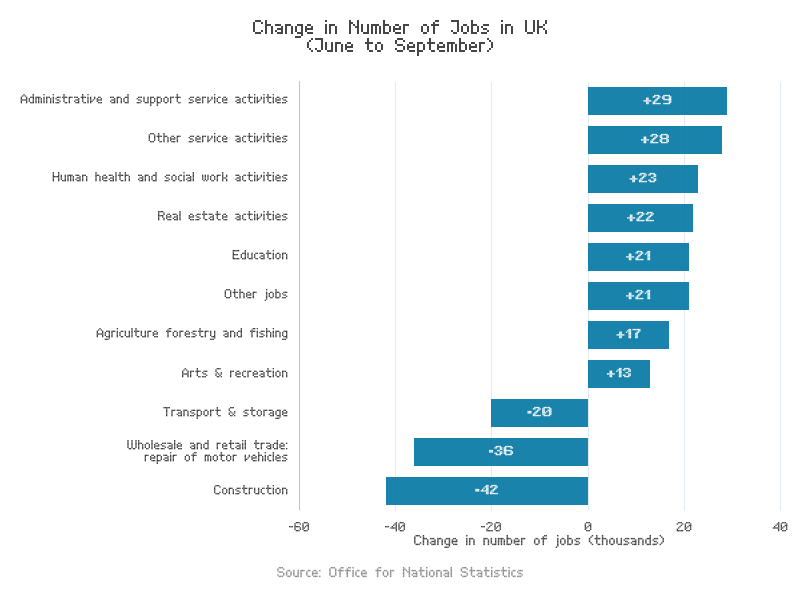 Change in Number of Jobs in UK
(June to September)
Administrative and support service activities
+29
Other service activities
+28
Human health and social work activities
+23
Real estate activities
+22
Education
+21
Other jobs
+21
Agriculture forestry and fishing
+17
Arts & recreation
+13
Transport & storage
-20
Wholesale and retail trade:
repair of motor vehicles
-36
Construction
-42
-60 -40 -20 0 20 40
Change in number of jobs (thousands)
Source: Office for National Statistics